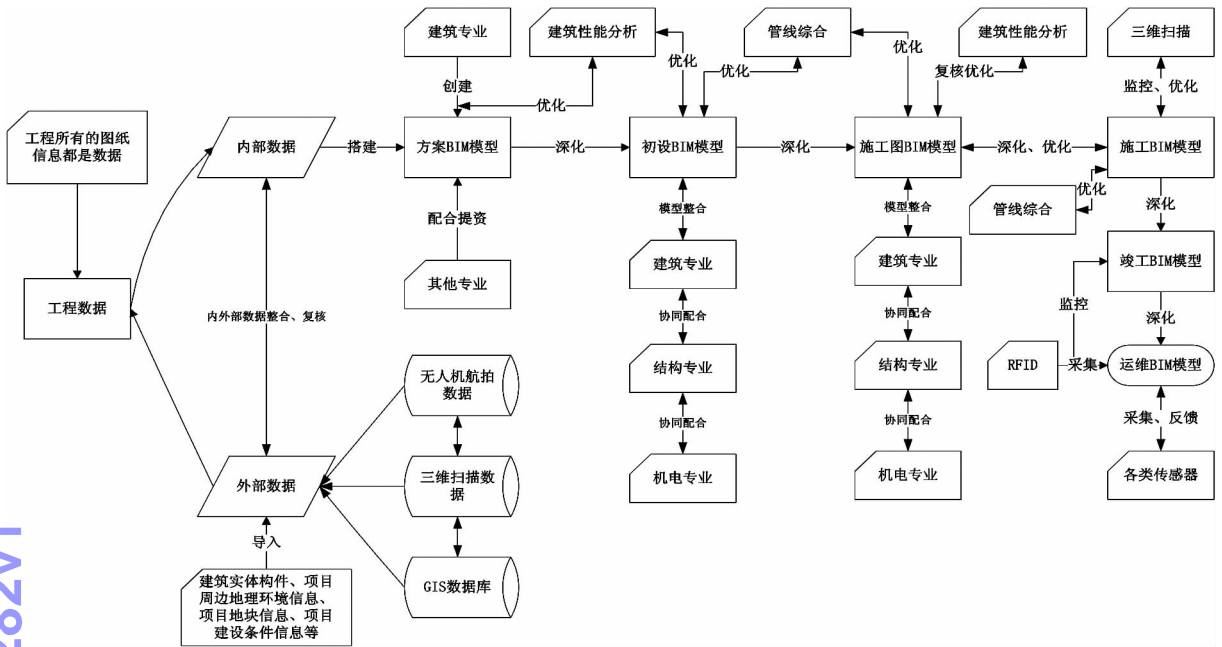 建筑专业
建筑性能分析
管线综合
建筑性能分析
三维扫描
创建
优化
优化
优化
优化
复核优化
监控、优化
工程所有的图纸
信息都是数据
内部数据
搭建
方案BIM模型
深化
初设BIM模型
深化
施工图BIM模型
深化、优化
施工BIM模型
优化
管线综合
深化
配合提资
模型整合
模型整合
其他专业
建筑专业
建筑专业
竣工BIM模型
工程数据
内外部数据整合、复核
协同配合
协同配合
监控
深化
无人机航拍
数据
结构专业
结构专业
RFID
采集
运维BIM模型
协同配合
协同配合
采集、反馈
外部数据
三维扫描数
据
机电专业
机电专业
各类传感器
导入
建筑实体构件、项目
周边地理环境信息、
项目地块信息、项目
建设条件信息等
GIS数据库